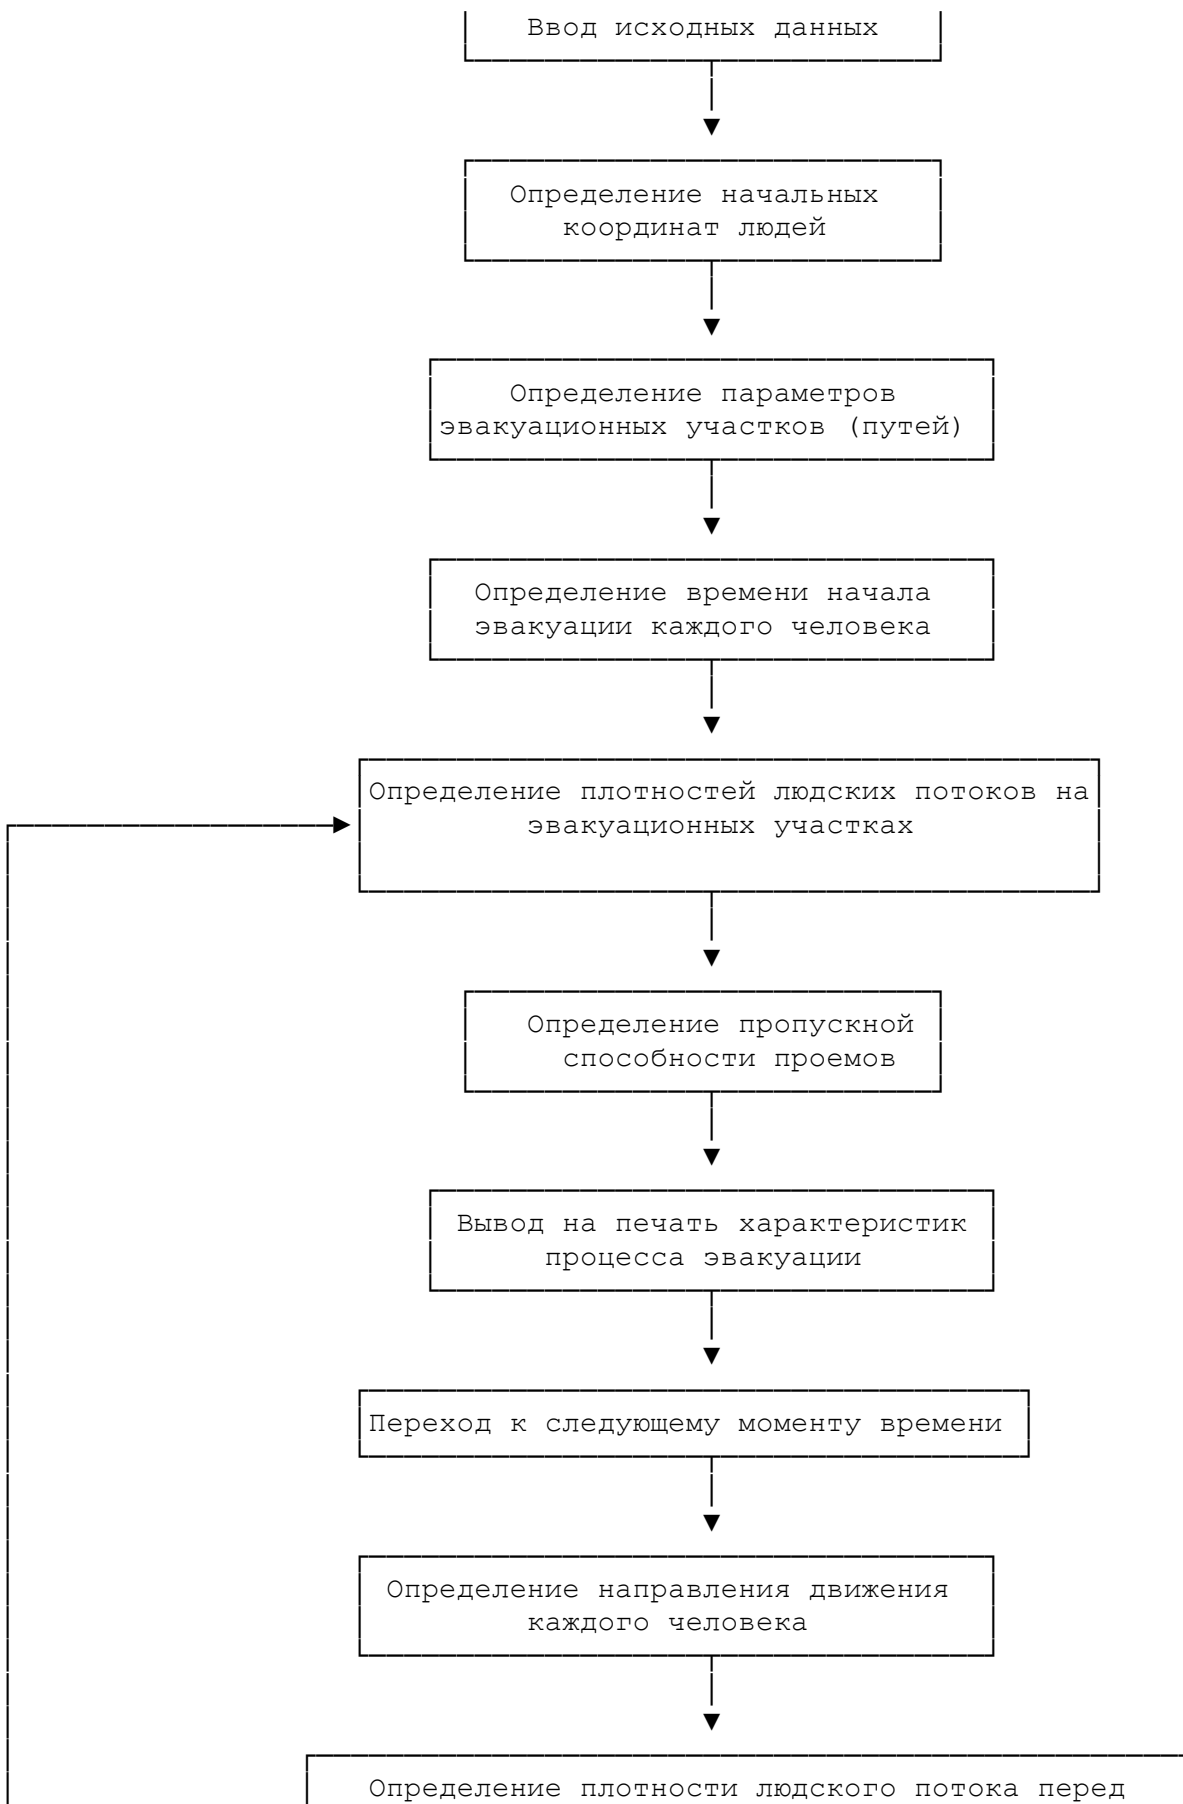 Ввод исходных данных
Определение начальных
координат людей
Определение параметров
эвакуационных участков (путей)
Определение времени начала
эвакуации каждого человека
Определение плотностей людских потоков на
эвакуационных участках
Определение пропускной
способности проемов
Вывод на печать характеристик
процесса эвакуации
Переход к следующему моменту времени
Определение направления движения
каждого человека
Определение плотности людского потока перед